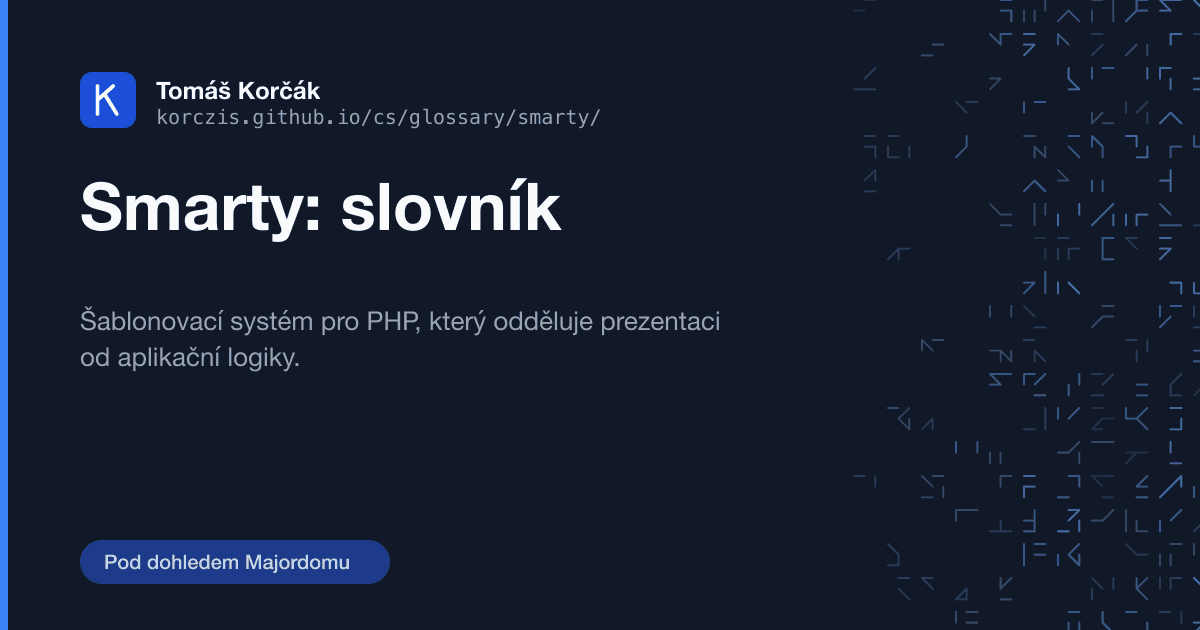 K
Tomáš Korčák
korczis.github.io/cs/glossary/smarty/
Smarty: slovník
Šablonovací systém pro PHP, který odděluje prezentaci
od aplikační logiky.
Pod dohledem Majordomu